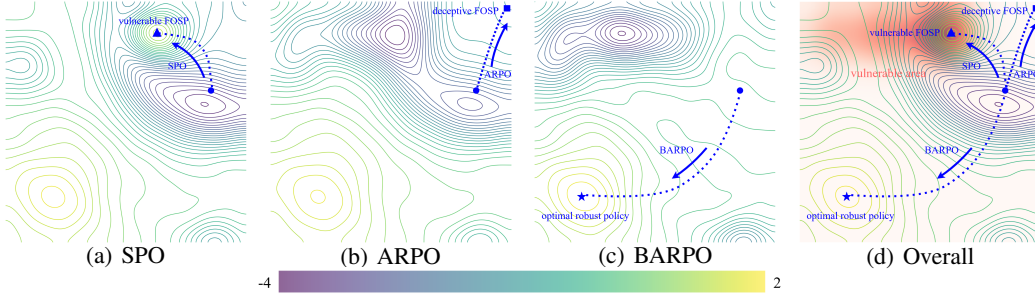 vulnerable FOSP
SPO
(a) SPO
deceptive FOSP
ARPO
(b) ARPO
BARPO
optimal robust policy
(c) BARPO
deceptive FOSP
vulnerable FOSP
SPO
ARPO
vulnerable area
BARPO
optimal robust policy
(d) Overall
-4
2